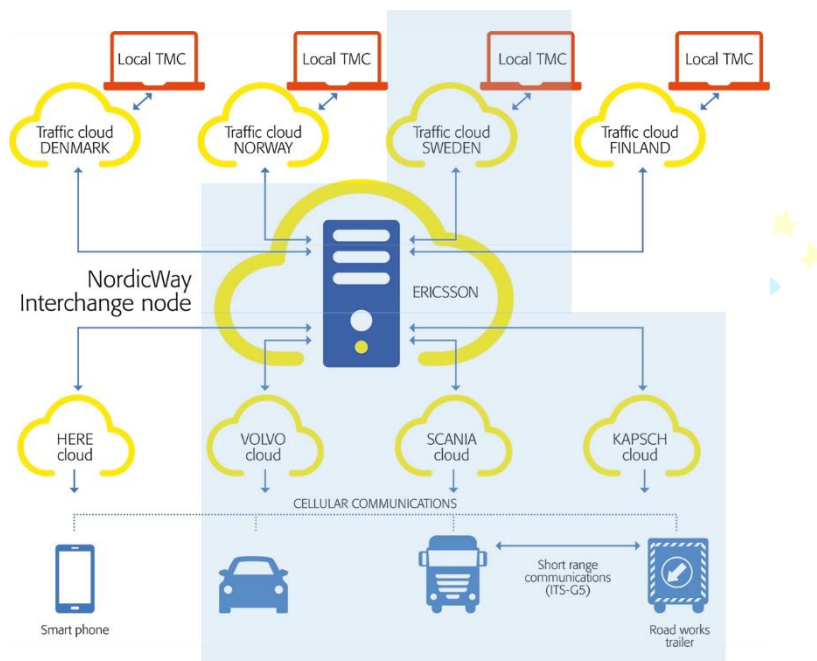 Local TMC
Local TMC
Local TMC
Local TMC
Traffic cloud
DENMARK
Traffic cloud
NORWAY
Traffic cloud
SWEDEN
Traffic cloud
FINLAND
NordicWay
Interchange node
ERICSSON
HERE
cloud
VOLVO
cloud
SCANIA
cloud
KAPSCH
cloud
CELLULAR COMMUNICATIONS
Short range
communications
(ITS-G5)
Smart phone
Road works
trailer